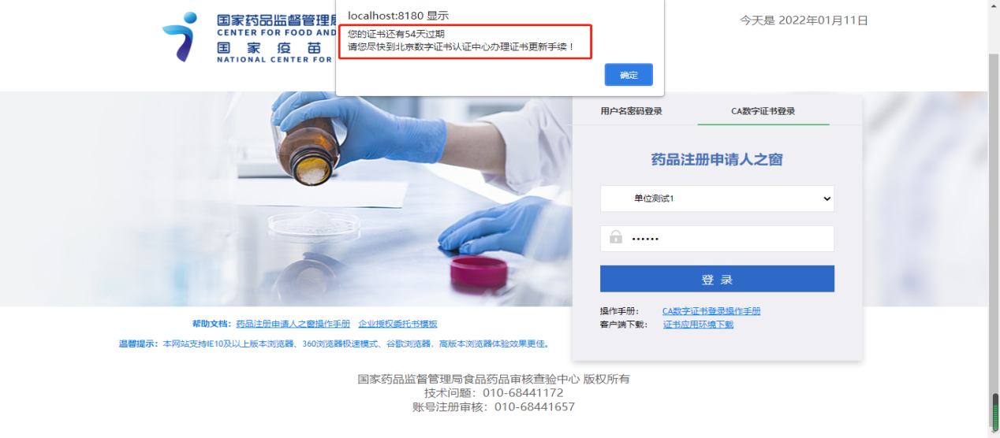 国家药品监督管理局
CENTER FOR FOOD AND
国 家 疫 苗
NATIONAL CENTER FOR
localhost:8180 显示
您的证书还有54天过期
请您尽快到北京数字证书认证中心办理证书更新手续！
确定
今天是 2022年01月11日
用户名密码登录 CA数字证书登录
药品注册申请人之窗
单位测试1
••••••
登 录
操作手册： CA数字证书登录操作手册
客户端下载： 证书应用环境下载
帮助文档： 药品注册申请人之窗操作手册 企业授权委托书模板
温馨提示： 本网站支持IE10及以上版本浏览器、360浏览器极速模式、谷歌浏览器，高版本浏览器体验效果更佳。
国家药品监督管理局食品药品审核查验中心 版权所有
技术问题：010-68441172
账号注册审核：010-68441657